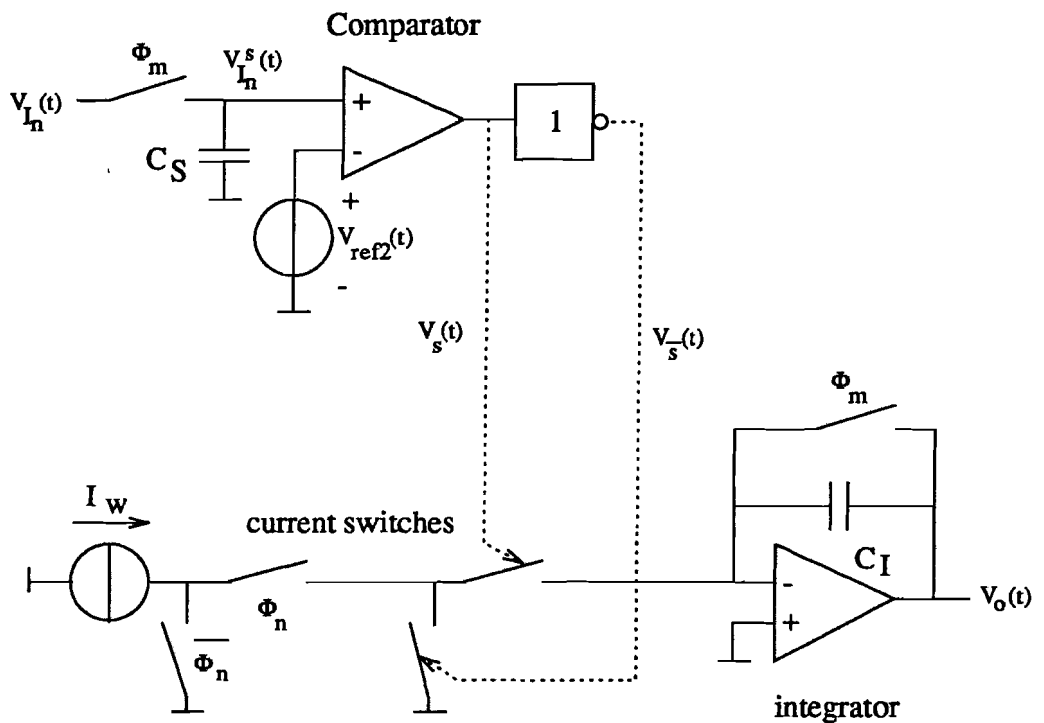 Comparator
Φm
V_In^s(t)
V_In(t)
+
-
1
C_S
+
V_ref2(t)
-
V_s(t)
V_s̅(t)
Φm
I_W
current switches
C_I
-
+
V_o(t)
Φn
Φ̅n
integrator